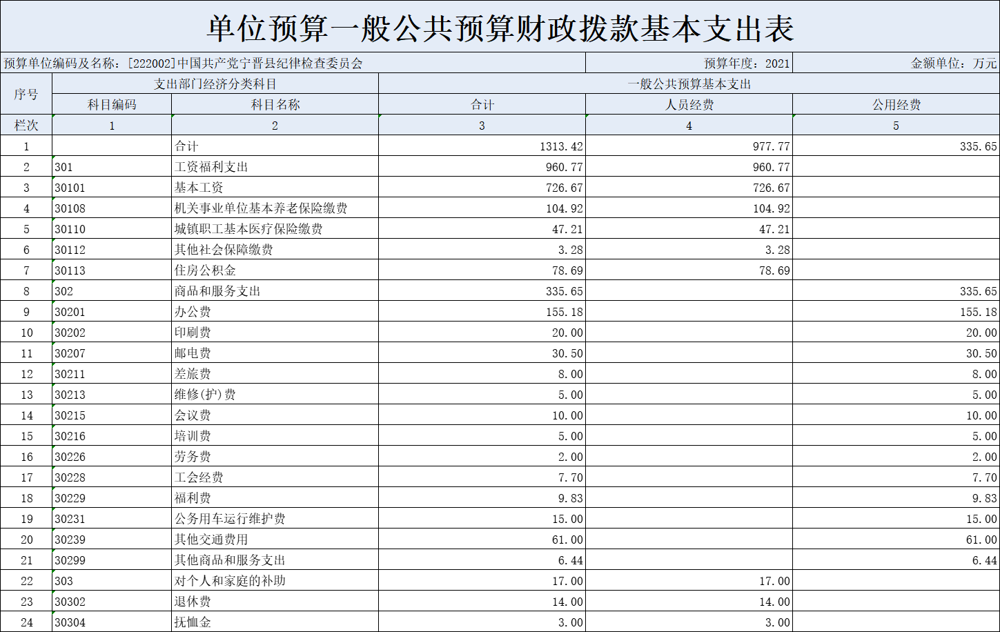 单位预算一般公共预算财政拨款基本支出表
预算单位编码及名称：[222002]中国共产党宁晋县纪律检查委员会 预算年度：2021 金额单位：万元
序号 支出部门经济分类科目 一般公共预算基本支出
科目编码 科目名称 合计 人员经费 公用经费
栏次 1 2 3 4 5
1 合计 1313.42 977.77 335.65
2 301 工资福利支出 960.77 960.77
3 30101 基本工资 726.67 726.67
4 30108 机关事业单位基本养老保险缴费 104.92 104.92
5 30110 城镇职工基本医疗保险缴费 47.21 47.21
6 30112 其他社会保障缴费 3.28 3.28
7 30113 住房公积金 78.69 78.69
8 302 商品和服务支出 335.65 335.65
9 30201 办公费 155.18 155.18
10 30202 印刷费 20.00 20.00
11 30207 邮电费 30.50 30.50
12 30211 差旅费 8.00 8.00
13 30213 维修(护)费 5.00 5.00
14 30215 会议费 10.00 10.00
15 30216 培训费 5.00 5.00
16 30226 劳务费 2.00 2.00
17 30228 工会经费 7.70 7.70
18 30229 福利费 9.83 9.83
19 30231 公务用车运行维护费 15.00 15.00
20 30239 其他交通费用 61.00 61.00
21 30299 其他商品和服务支出 6.44 6.44
22 303 对个人和家庭的补助 17.00 17.00
23 30302 退休费 14.00 14.00
24 30304 抚恤金 3.00 3.00